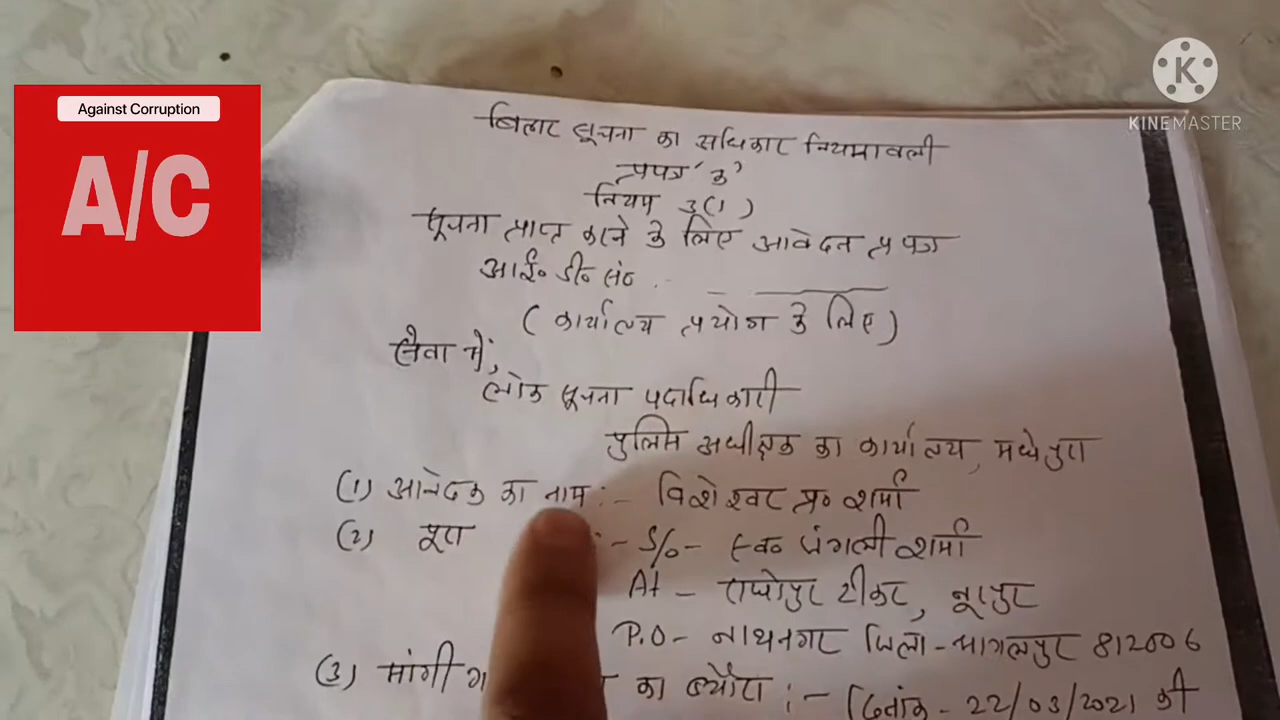 Against Corruption
A/C
KINEMASTER
बिहार सूचना का अधिकार नियमावली
प्रपत्र 'क'
नियम 3(1)
सूचना प्राप्त करने के लिए आवेदन प्रपत्र
आई० डी० सं०
(कार्यालय प्रयोग के लिए)
सेवा में,
लोक सूचना पदाधिकारी
पुलिस अधीक्षक का कार्यालय, मधेपुरा
(1) आवेदक का नाम :- विशेश्वर प्र० शर्मा
(2) पूरा :- S/o- स्व० जंगली शर्मा
At - राघोपुर टीकर, नूरपुर
P.O- नाथनगर जिला-भागलपुर 812006
(3) मांगी का ब्यौरा :- दिनांक- 22/03/2021 की